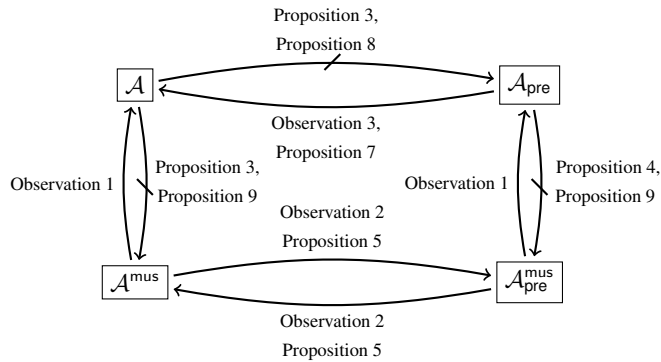 Proposition 3,
Proposition 8
𝒜
𝒜pre
Observation 3,
Proposition 7
Observation 1
Proposition 3,
Proposition 9
Observation 1
Proposition 4,
Proposition 9
Observation 2
Proposition 5
𝒜^mus
𝒜^mus_pre
Observation 2
Proposition 5